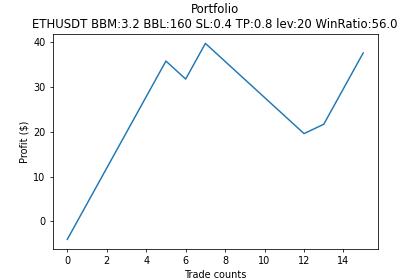 Portfolio
ETHUSDT BBM:3.2 BBL:160 SL:0.4 TP:0.8 lev:20 WinRatio:56.0
40
30
20
10
0
Profit ($)
0 2 4 6 8 10 12 14
Trade counts